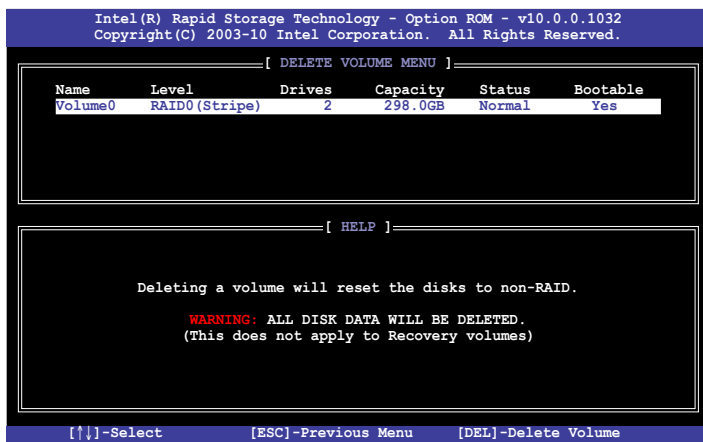 Intel(R) Rapid Storage Technology - Option ROM - v10.0.0.1032
Copyright(C) 2003-10 Intel Corporation.  All Rights Reserved.
[ DELETE VOLUME MENU ]
Name Level Drives Capacity Status Bootable
Volume0 RAID0(Stripe) 2 298.0GB Normal Yes
[ HELP ]
Deleting a volume will reset the disks to non-RAID.
WARNING: ALL DISK DATA WILL BE DELETED.
(This does not apply to Recovery volumes)
[↑↓]-Select [ESC]-Previous Menu [DEL]-Delete Volume